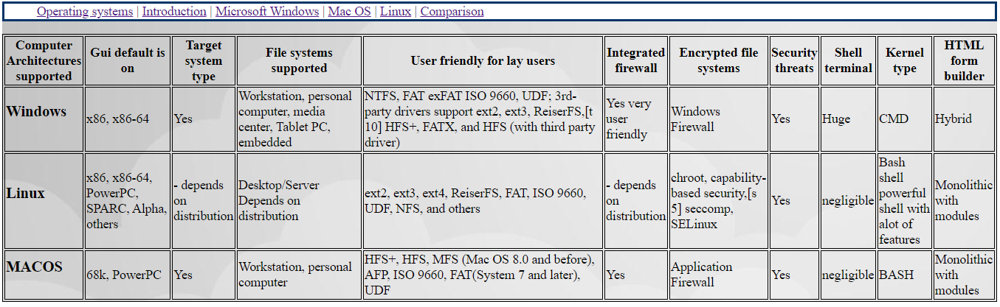 Operating systems | Introduction | Microsoft Windows | Mac OS | Linux | Comparison
Computer
Architectures
supported
Gui default is
on
Target
system
type
File systems
supported
User friendly for lay users
Integrated
firewall
Encrypted file
systems
Security
threats
Shell
terminal
Kernel
type
HTML
form
builder
Windows
x86, x86-64
Yes
Workstation, personal
computer, media
center, Tablet PC,
embedded
NTFS, FAT exFAT ISO 9660, UDF; 3rd-
party drivers support ext2, ext3, ReiserFS,[t
10] HFS+, FATX, and HFS (with third party
driver)
Yes very
user
friendly
Windows
Firewall
Yes
Huge
CMD
Hybrid
Linux
x86, x86-64,
PowerPC,
SPARC, Alpha,
others
- depends
on
distribution
Desktop/Server
Depends on
distribution
ext2, ext3, ext4, ReiserFS, FAT, ISO 9660,
UDF, NFS, and others
- depends
on
distribution
chroot, capability-
based security,[s
5] seccomp,
SELinux
Yes
negligible
Bash
shell
powerful
shell with
alot of
features
Monolithic
with
modules
MACOS
68k, PowerPC
Yes
Workstation, personal
computer
HFS+, HFS, MFS (Mac OS 8.0 and before),
AFP, ISO 9660, FAT(System 7 and later),
UDF
Yes
Application
Firewall
Yes
negligible
BASH
Monolithic
with
modules